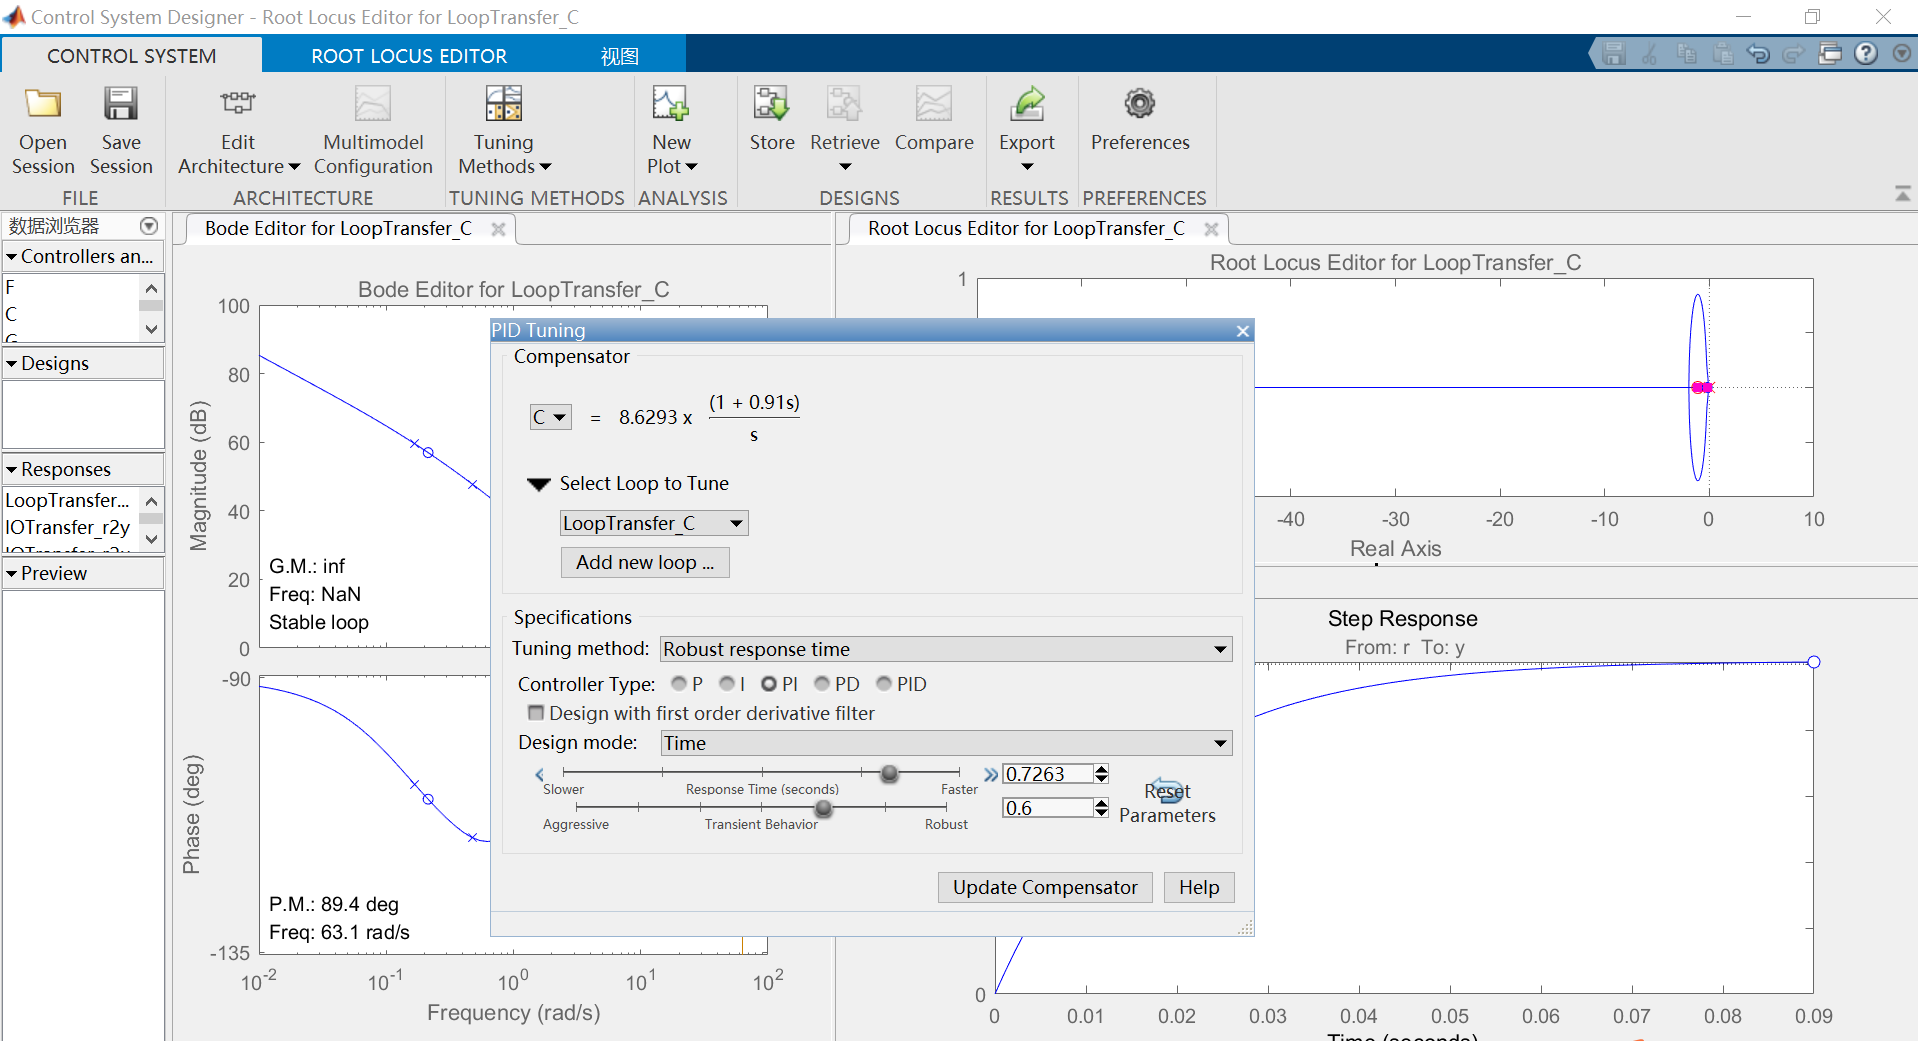 Control System Designer - Root Locus Editor for LoopTransfer_C
CONTROL SYSTEM
ROOT LOCUS EDITOR
视图
Open Session
Save Session
Edit Architecture
Multimodel Configuration
Tuning Methods
New Plot
Store
Retrieve
Compare
Export
Preferences
FILE
ARCHITECTURE
TUNING METHODS
ANALYSIS
DESIGNS
RESULTS
PREFERENCES
数据浏览器
Controllers an...
F
C
Designs
Responses
LoopTransfer...
IOTransfer_r2y
Preview
Bode Editor for LoopTransfer_C
Bode Editor for LoopTransfer_C
Magnitude (dB)
100
80
60
40
20
0
G.M.: inf
Freq: NaN
Stable loop
Phase (deg)
-90
-135
P.M.: 89.4 deg
Freq: 63.1 rad/s
10-2
10-1
100
101
102
Frequency (rad/s)
Root Locus Editor for LoopTransfer_C
Root Locus Editor for LoopTransfer_C
1
-40
-30
-20
-10
0
10
Real Axis
PID Tuning
Compensator
C = 8.6293 x (1 + 0.91s)
s
Select Loop to Tune
LoopTransfer_C
Add new loop ...
Specifications
Tuning method: Robust response time
Controller Type: P I PI PD PID
Design with first order derivative filter
Design mode: Time
Slower Response Time (seconds) Faster
0.7263
Aggressive Transient Behavior Robust
0.6
Reset Parameters
Update Compensator
Help
Step Response
From: r To: y
0
0
0.01
0.02
0.03
0.04
0.05
0.06
0.07
0.08
0.09
Time (seconds)